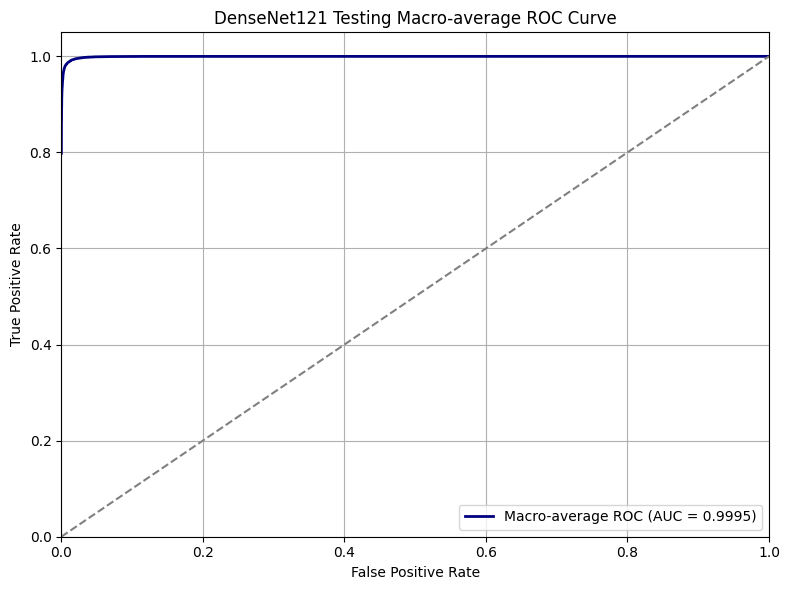 DenseNet121 Testing Macro-average ROC Curve
True Positive Rate
1.0
0.8
0.6
0.4
0.2
0.0
Macro-average ROC (AUC = 0.9995)
0.0 0.2 0.4 0.6 0.8 1.0
False Positive Rate